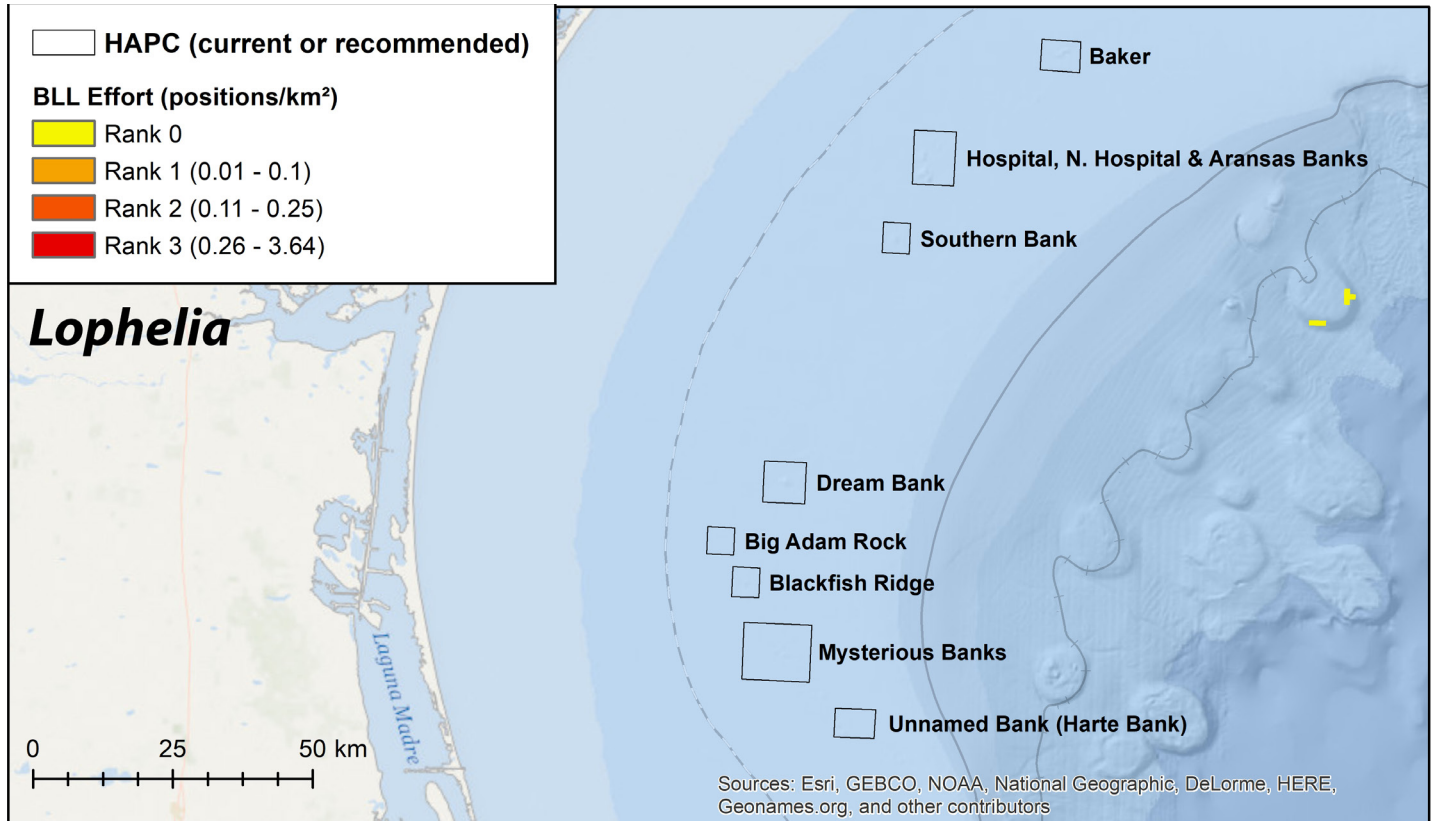 HAPC (current or recommended)
BLL Effort (positions/km²)
Rank 0
Rank 1 (0.01 - 0.1)
Rank 2 (0.11 - 0.25)
Rank 3 (0.26 - 3.64)
Lophelia
Baker
Hospital, N. Hospital & Aransas Banks
Southern Bank
Dream Bank
Big Adam Rock
Blackfish Ridge
Mysterious Banks
Unnamed Bank (Harte Bank)
Laguna Madre
0 25 50 km
Sources: Esri, GEBCO, NOAA, National Geographic, DeLorme, HERE,
Geonames.org, and other contributors